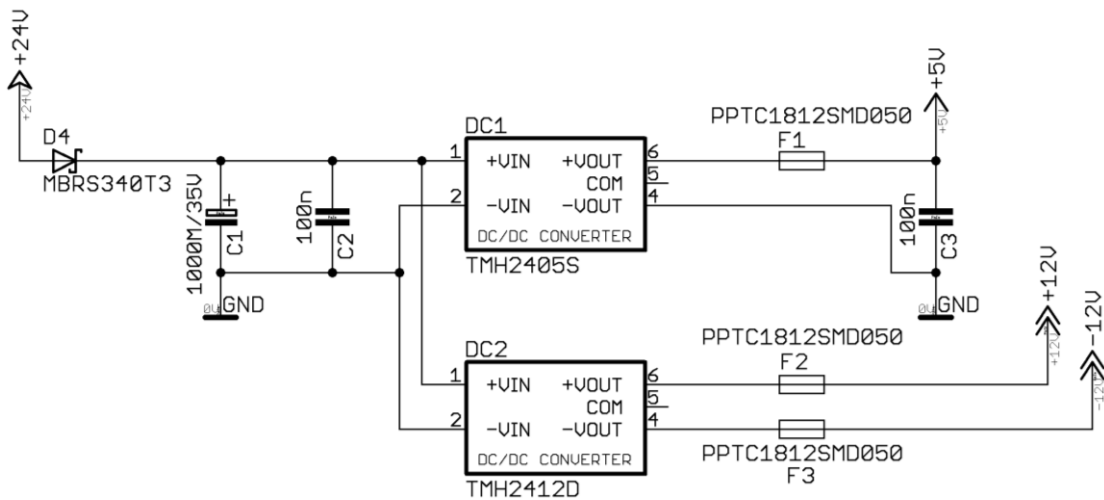 +24V
+24V
D4
MBRS340T3
1000M/35V
+
C1
100n
C2
GND
DC1
1 +VIN +VOUT 6
COM 5
2 -VIN -VOUT 4
DC/DC CONVERTER
TMH2405S
PPTC1812SMD050
F1
+5V
+5V
100n
C3
GND
DC2
1 +VIN +VOUT 6
COM 5
2 -VIN -VOUT 4
DC/DC CONVERTER
TMH2412D
PPTC1812SMD050
F2
PPTC1812SMD050
F3
+12V
+12V
-12V
-12V